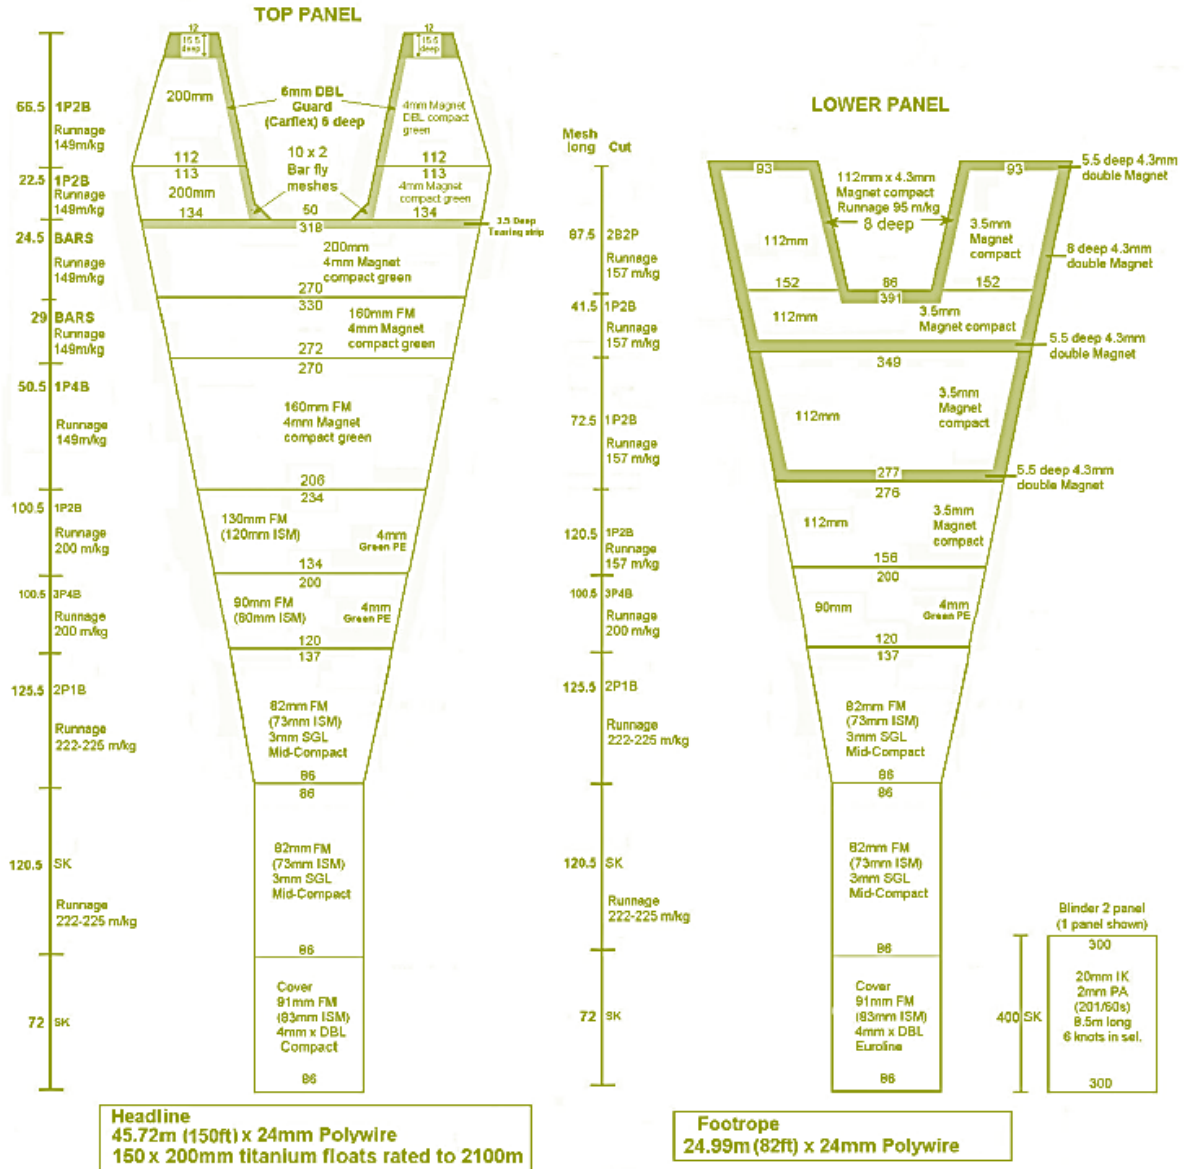 TOP PANEL
12
12
15.5
deep
15.5
deep
66.5
1P2B
Runnage
149m/kg
200mm
6mm DBL
Guard
(Carflex) 6 deep
4mm Magnet
DBL compact
green
10 x 2
Bar fly
meshes
112
112
22.5
1P2B
Runnage
149m/kg
113
113
200mm
4mm Magnet
compact green
134
50
134
318
3.5 Deep
Tearing strip
24.5
BARS
Runnage
149m/kg
200mm
4mm Magnet
compact green
270
330
29
BARS
Runnage
149m/kg
160mm FM
4mm Magnet
compact green
272
270
50.5
1P4B
Runnage
149m/kg
160mm FM
4mm Magnet
compact green
206
234
100.5
1P2B
Runnage
200 m/kg
130mm FM
(120mm ISM)
4mm
Green PE
134
200
100.5
3P4B
Runnage
200 m/kg
90mm FM
(80mm ISM)
4mm
Green PE
120
137
125.5
2P1B
Runnage
222-225 m/kg
82mm FM
(73mm ISM)
3mm SGL
Mid-Compact
86
86
120.5
SK
Runnage
222-225 m/kg
82mm FM
(73mm ISM)
3mm SGL
Mid-Compact
86
72
SK
Cover
91mm FM
(83mm ISM)
4mm x DBL
Compact
86
Headline
45.72m (150ft) x 24mm Polywire
150 x 200mm titanium floats rated to 2100m
LOWER PANEL
Mesh
long
Cut
93
93
5.5 deep 4.3mm
double Magnet
112mm x 4.3mm
Magnet compact
Runnage 95 m/kg
8 deep
87.5
2B2P
Runnage
157 m/kg
112mm
3.5mm
Magnet
compact
8 deep 4.3mm
double Magnet
152
86
152
391
41.5
1P2B
Runnage
157 m/kg
112mm
3.5mm
Magnet compact
5.5 deep 4.3mm
double Magnet
349
72.5
1P2B
Runnage
157 m/kg
112mm
3.5mm
Magnet
compact
277
5.5 deep 4.3mm
double Magnet
276
120.5
1P2B
Runnage
157 m/kg
112mm
3.5mm
Magnet
compact
156
200
100.5
3P4B
Runnage
200 m/kg
90mm
4mm
Green PE
120
137
125.5
2P1B
Runnage
222-225 m/kg
82mm FM
(73mm ISM)
3mm SGL
Mid-Compact
86
86
120.5
SK
Runnage
222-225 m/kg
82mm FM
(73mm ISM)
3mm SGL
Mid-Compact
86
72
SK
Cover
91mm FM
(83mm ISM)
4mm x DBL
Euroline
86
Blinder 2 panel
(1 panel shown)
300
400
SK
20mm IK
2mm PA
(201/60s)
8.5m long
6 knots in sel.
300
Footrope
24.99m (82ft) x 24mm Polywire